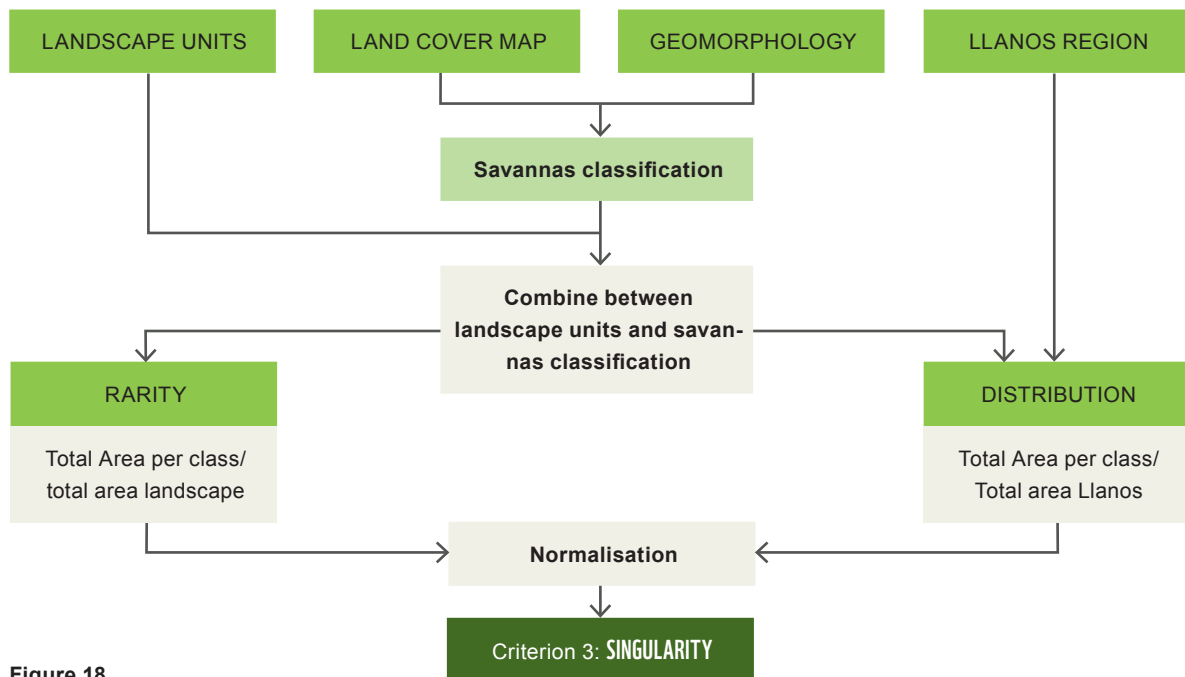 LANDSCAPE UNITS
LAND COVER MAP
GEOMORPHOLOGY
LLANOS REGION
Savannas classification
Combine between
landscape units and savan-
nas classification
RARITY
Total Area per class/
total area landscape
DISTRIBUTION
Total Area per class/
Total area Llanos
Normalisation
Criterion 3: SINGULARITY
Figure 18